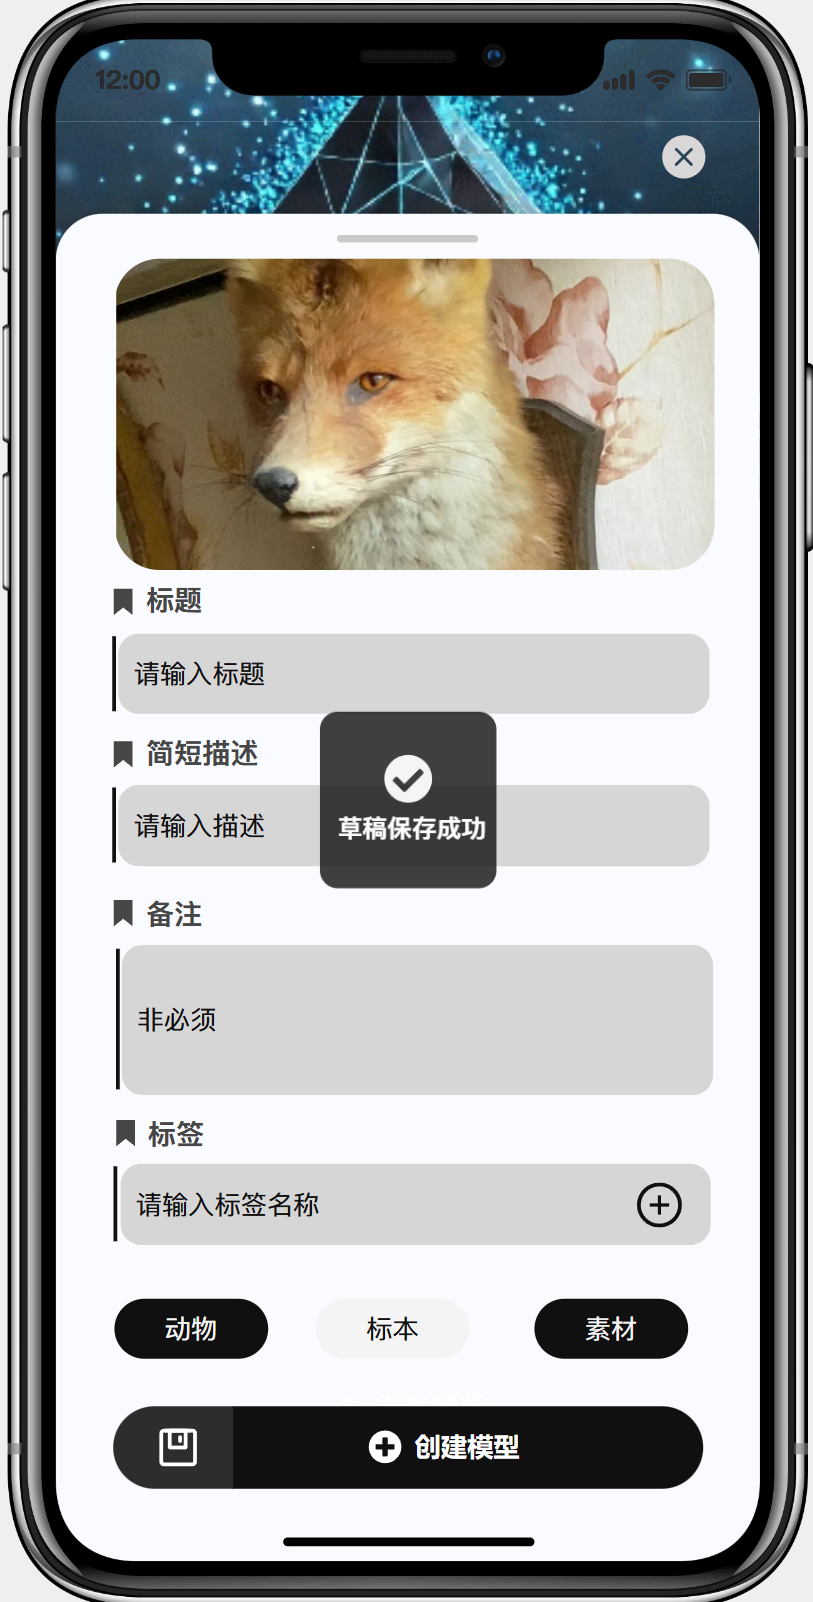 12:00
标题
请输入标题
简短描述
请输入描述
草稿保存成功
备注
非必须
标签
请输入标签名称
动物
标本
素材
创建模型